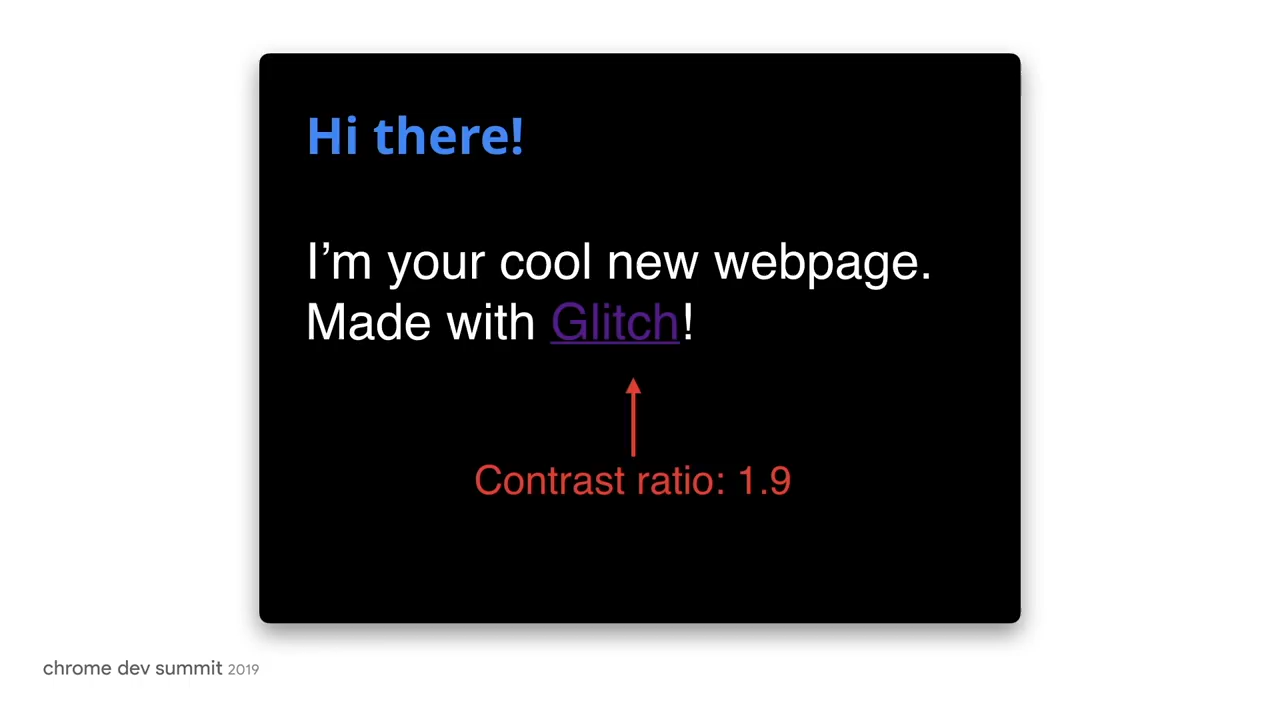 Hi there!
I’m your cool new webpage.
Made with Glitch!
Contrast ratio: 1.9
chrome dev summit 2019